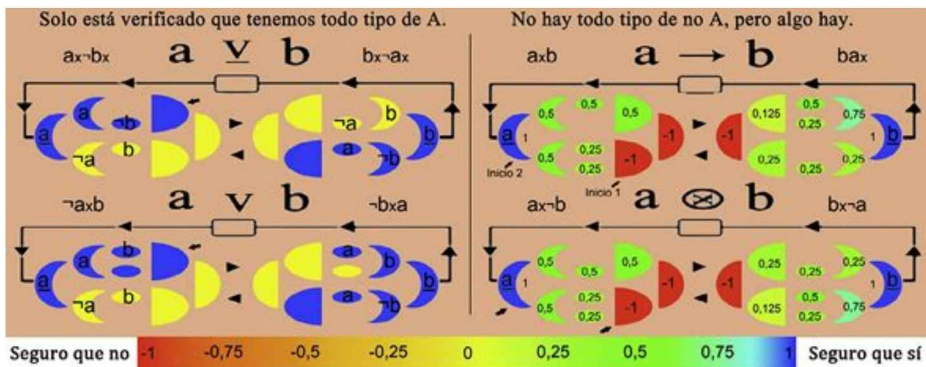 Solo está verificado que tenemos todo tipo de A.
No hay todo tipo de no A, pero algo hay.
ax¬bx a v b bx¬ax
a a ¬b ¬a b b
¬a b a ¬b
¬axb a v b ¬bxa
a a b a b b
¬a b a ¬b
axb a → b bax
a 1 0,5 0,5 0,5 -1 -1 0,125 0,5 0,25 0,75 1 b
0,5 0,25 0,25 -1 0,25 0,5 0,25 0,25
Inicio 2 Inicio 1
ax¬b a b bx¬a
a 1 0,5 0,5 0,5 -1 -1 0,25 0,5 0,25 0,25 1 b
0,5 0,25 0,25 -1 0,125 0,5 0,25 0,75
Seguro que no -1 -0,75 -0,5 -0,25 0 0,25 0,5 0,75 1 Seguro que sí